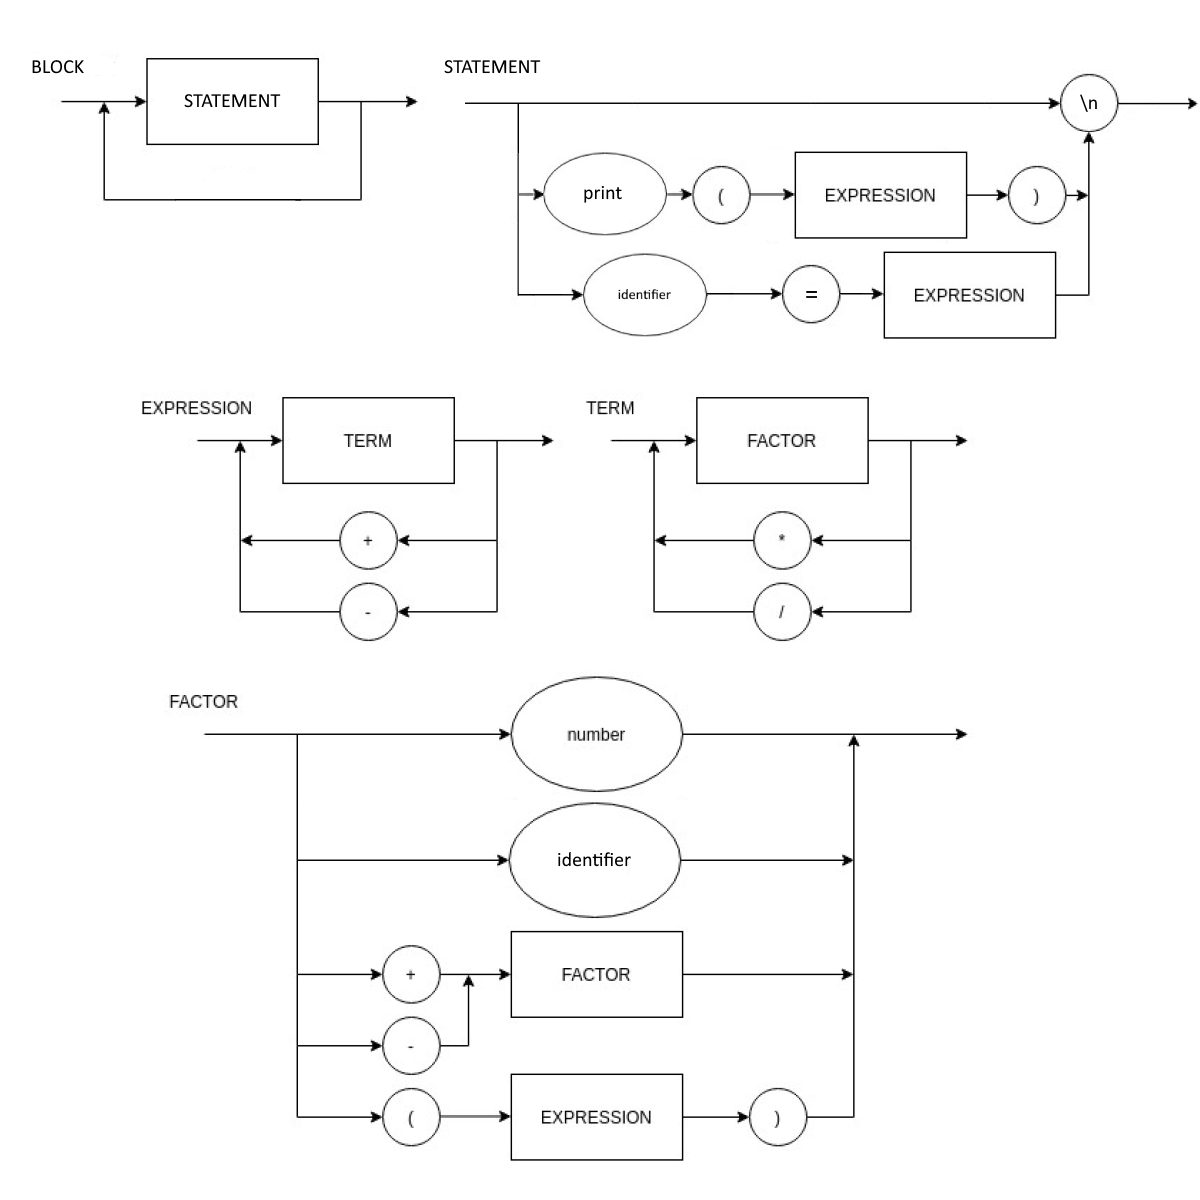 BLOCK
STATEMENT
STATEMENT
\n
print ( EXPRESSION )
identifier = EXPRESSION
EXPRESSION
TERM
+
-
TERM
FACTOR
*
/
FACTOR
number
identifier
+ FACTOR
-
( EXPRESSION )